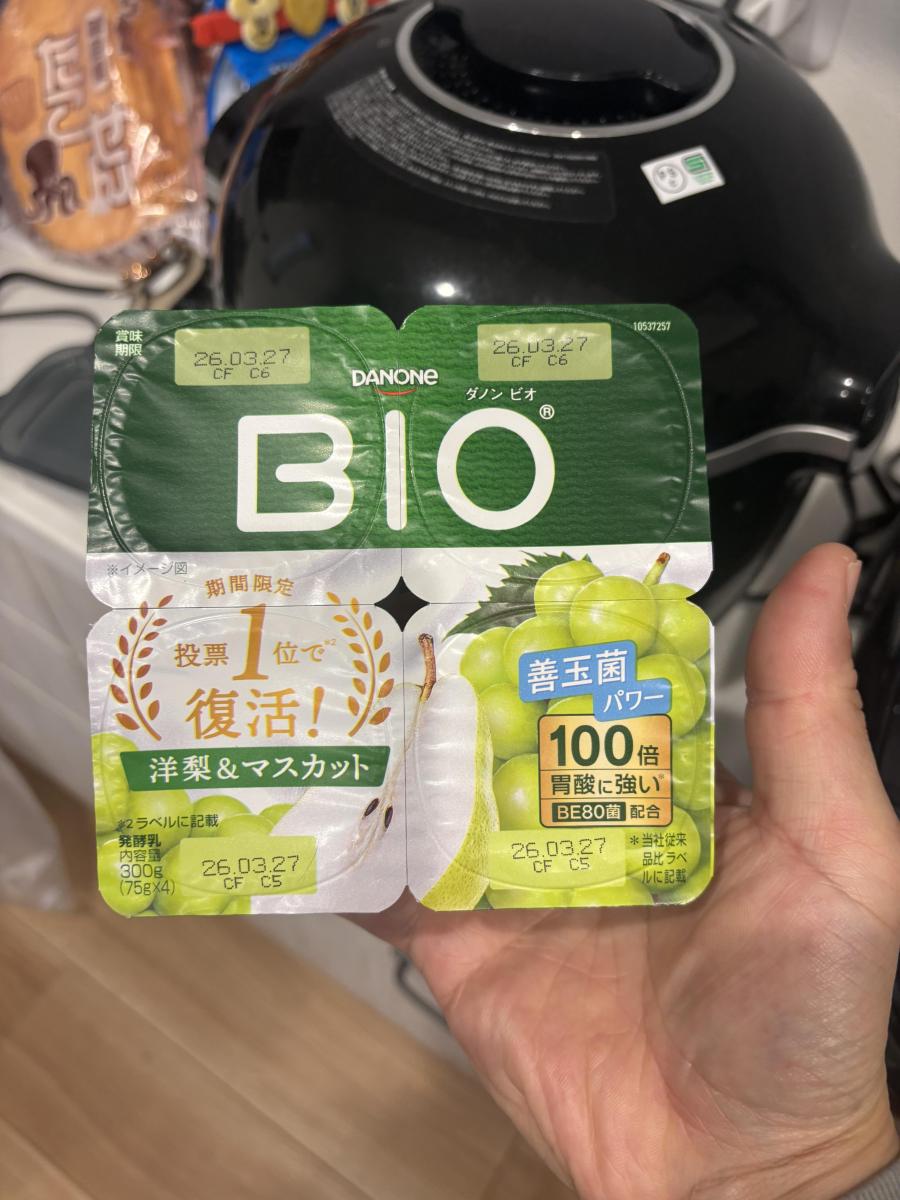 たこせん
賞味
期限
26.03.27
CF C6
26.03.27
CF C6
10537257
DANONE
ダノン ビオ
BIO®
※イメージ図
期間限定
投票1位で※2
復活!
洋梨&マスカット
※2ラベルに記載
発酵乳
内容量
300g
(75g×4)
26.03.27
CF C5
善玉菌
パワー
100倍
胃酸に強い※
BE80菌 配合
26.03.27
CF C5
※当社従来
品比 ラベ
ルに記載